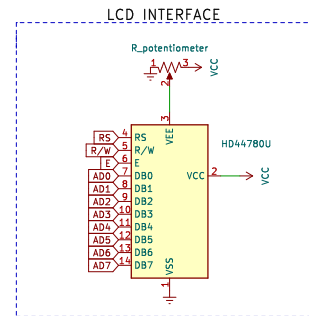 LCD INTERFACE
R_potentiometer
1 3 VCC
2
3
VEE
HD44780U
RS 4 RS
R/W 5 R/W
E 6 E
AD0 7 DB0 VCC 2 VCC
AD1 8 DB1
AD2 9 DB2
AD3 10 DB3
AD4 11 DB4
AD5 12 DB5
AD6 13 DB6
AD7 14 DB7
VSS
1